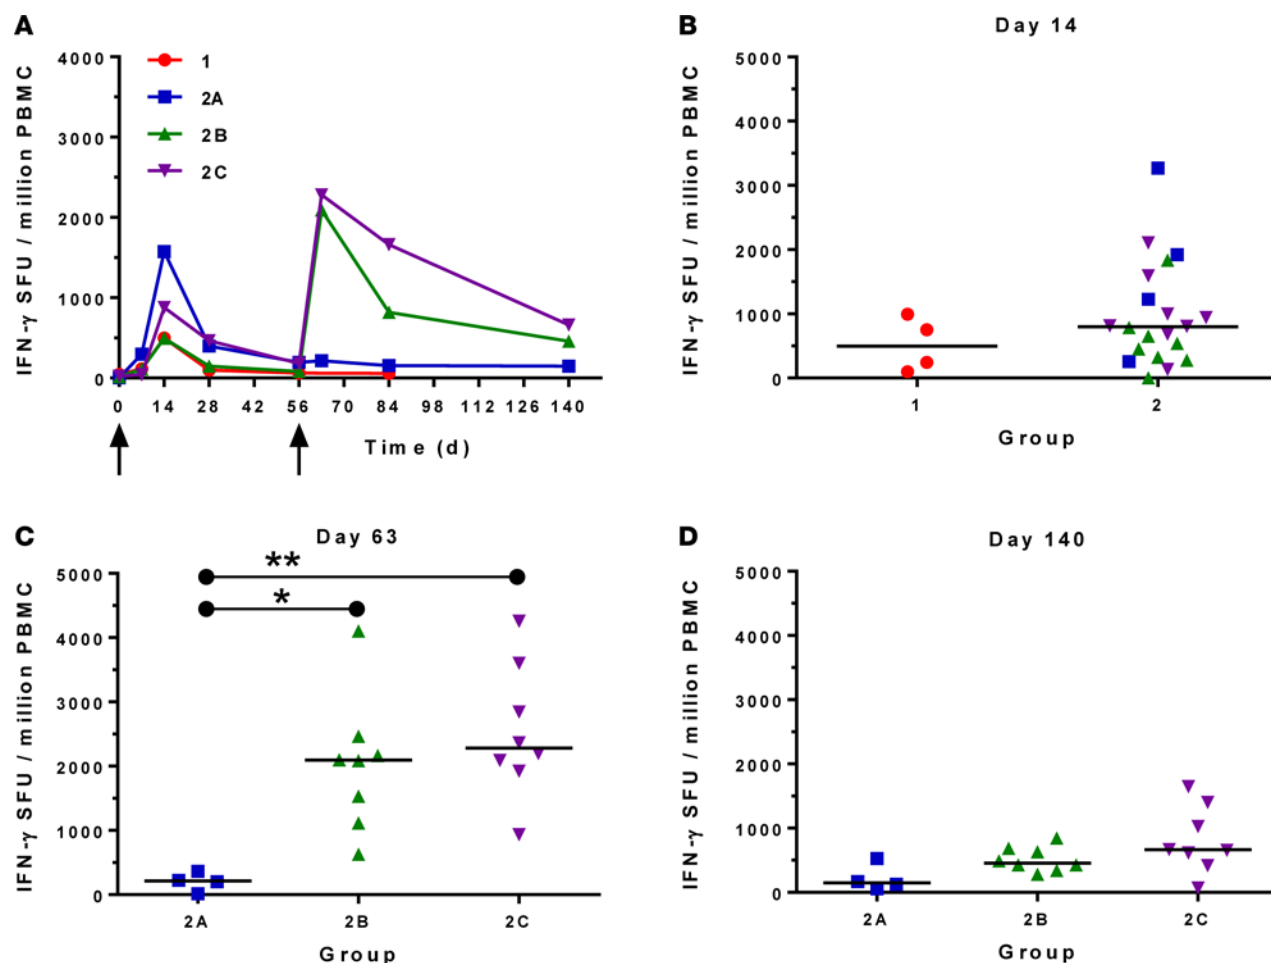 A
IFN-γ SFU / million PBMC
4000
3000
2000
1000
0
1
2A
2B
2C
0 14 28 42 56 70 84 98 112 126 140
Time (d)
B
Day 14
IFN-γ SFU / million PBMC
5000
4000
3000
2000
1000
0
1 2
Group
C
Day 63
IFN-γ SFU / million PBMC
5000
4000
3000
2000
1000
0
**
*
2A 2B 2C
Group
D
Day 140
IFN-γ SFU / million PBMC
5000
4000
3000
2000
1000
0
2A 2B 2C
Group